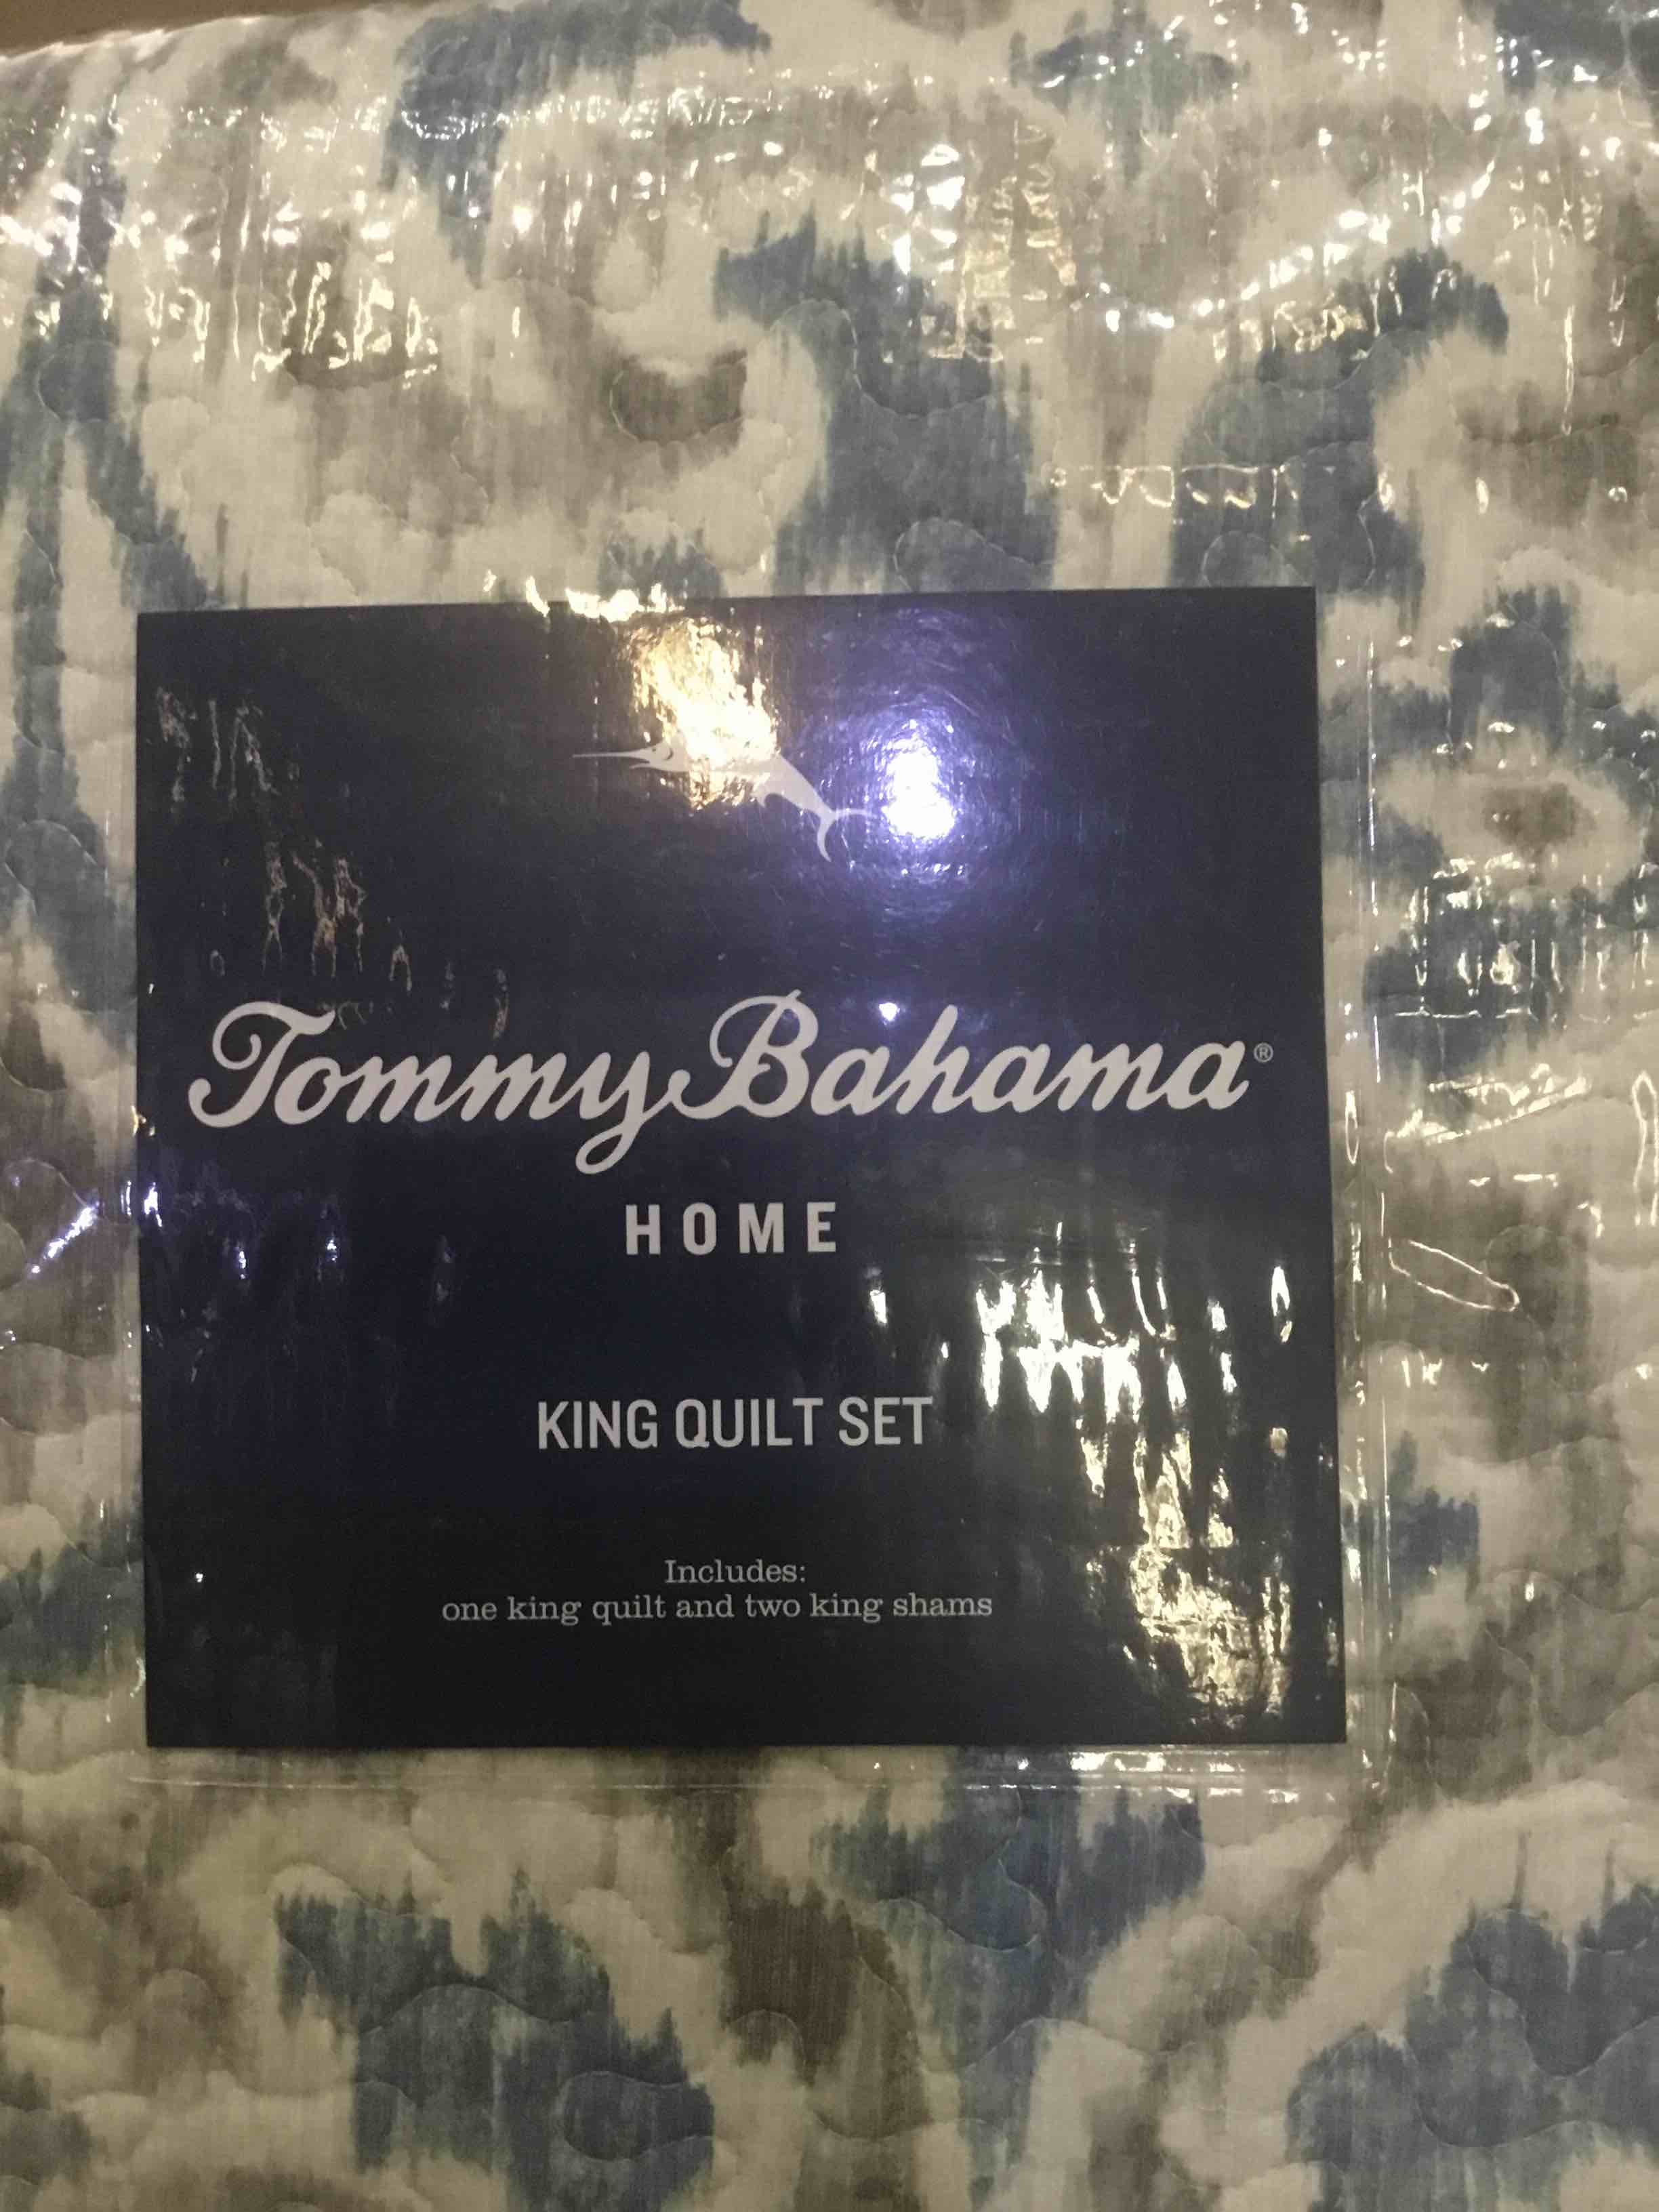 Tommy Bahama®
HOME
KING QUILT SET
Includes:
one king quilt and two king shams